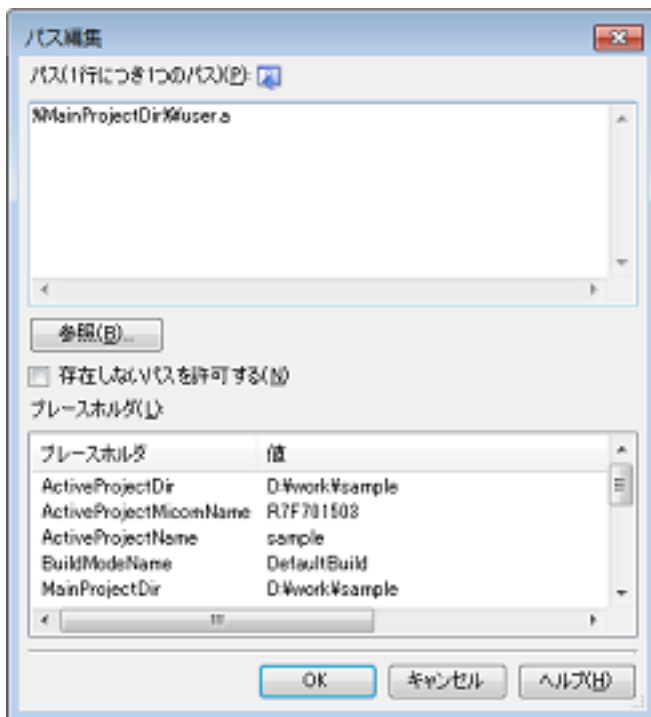 パス編集
パス(1行につき1つのパス)(P):
%MainProjectDir%¥user.a
参照(B)...
存在しないパスを許可する(N)
プレースホルダ(L):
プレースホルダ 値
ActiveProjectDir D:¥work¥sample
ActiveProjectMicomName R7F701503
ActiveProjectName sample
BuildModeName DefaultBuild
MainProjectDir D:¥work¥sample
OK キャンセル ヘルプ(H)